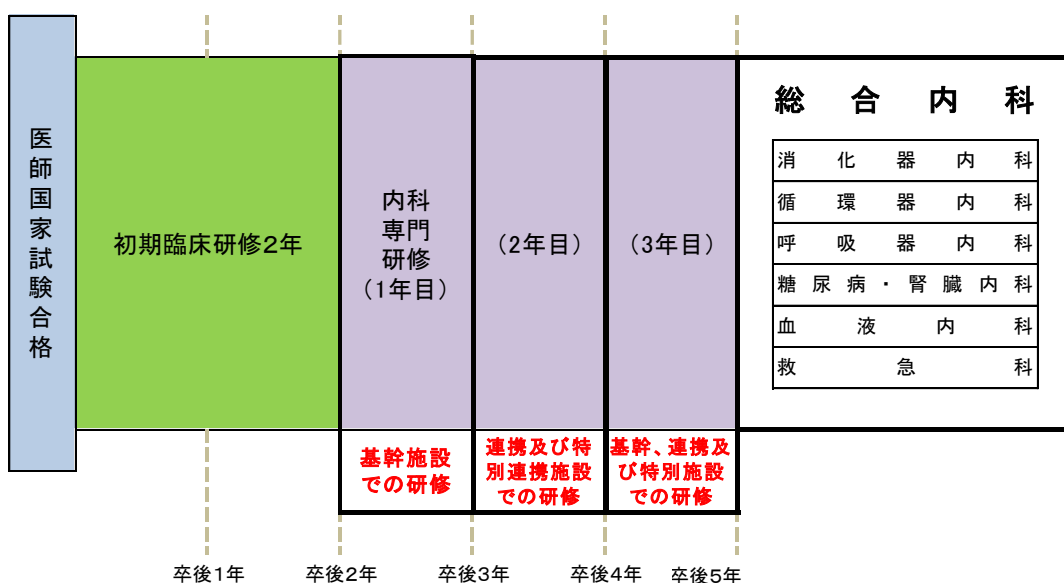 医師国家試験合格
初期臨床研修2年
内科
専門
研修
（1年目）
（2年目）
（3年目）
総合内科
消化器内科
循環器内科
呼吸器内科
糖尿病・腎臓内科
血液内科
救急科
基幹施設
での研修
連携及び特
別連携施設
での研修
基幹、連携及
び特別施設
での研修
卒後1年
卒後2年
卒後3年
卒後4年
卒後5年